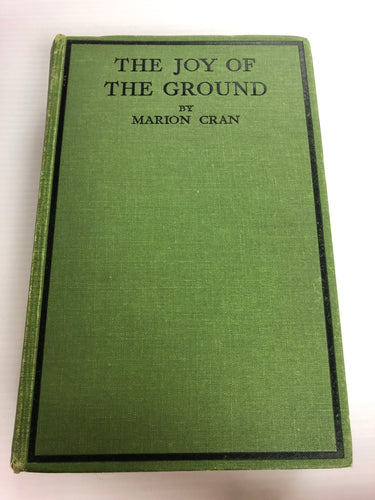 THE JOY OF
THE GROUND
BY
MARION CRAN